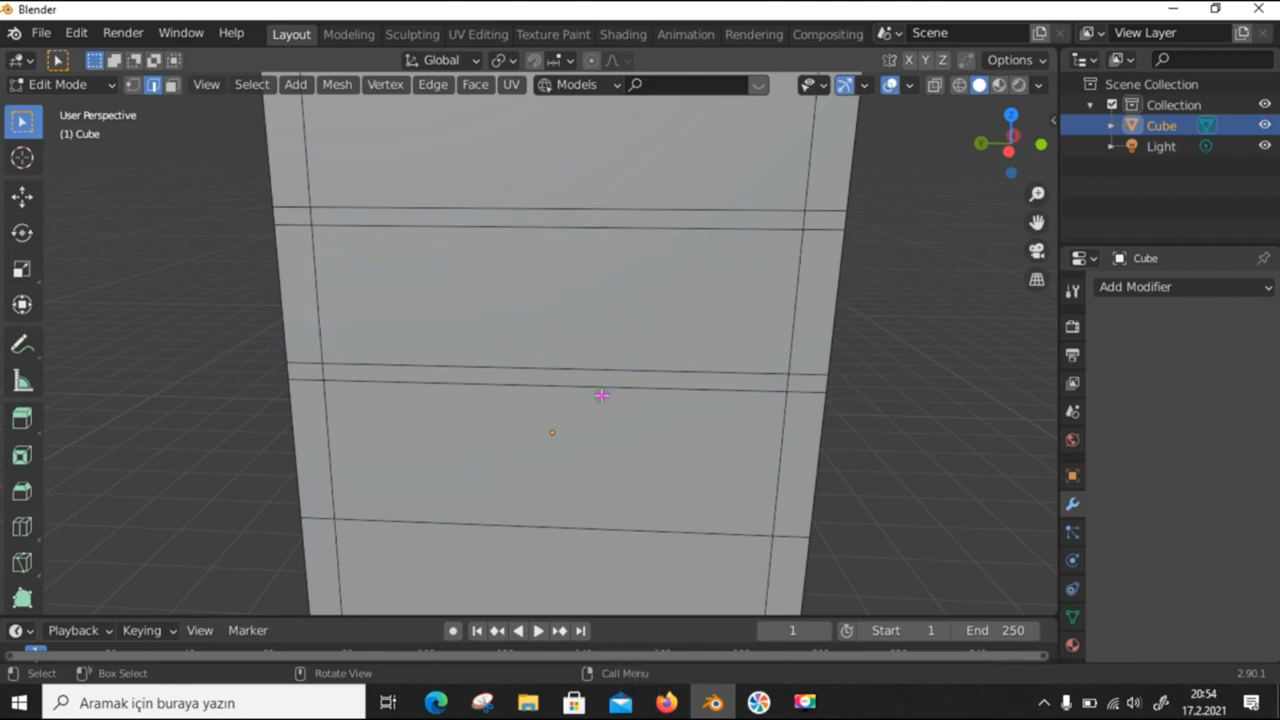 Blender
File Edit Render Window Help Layout Modeling Sculpting UV Editing Texture Paint Shading Animation Rendering Compositing Scene View Layer
Global X Y Z Options
Edit Mode View Select Add Mesh Vertex Edge Face UV Models
User Perspective
(1) Cube
Z
Y
Scene Collection
Collection
Cube
Light
Cube
Add Modifier
Playback Keying View Marker 1 Start 1 End 250
Select Box Select Rotate View Call Menu 2.90.1
Aramak için buraya yazın
20:54
17.2.2021